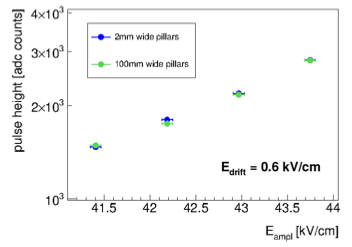 4×10³
3×10³
2mm wide pillars
100mm wide pillars
2×10³
10³
pulse height [adc counts]
E_drift = 0.6 kV/cm
41.5 42 42.5 43 43.5 44
E_ampl [kV/cm]